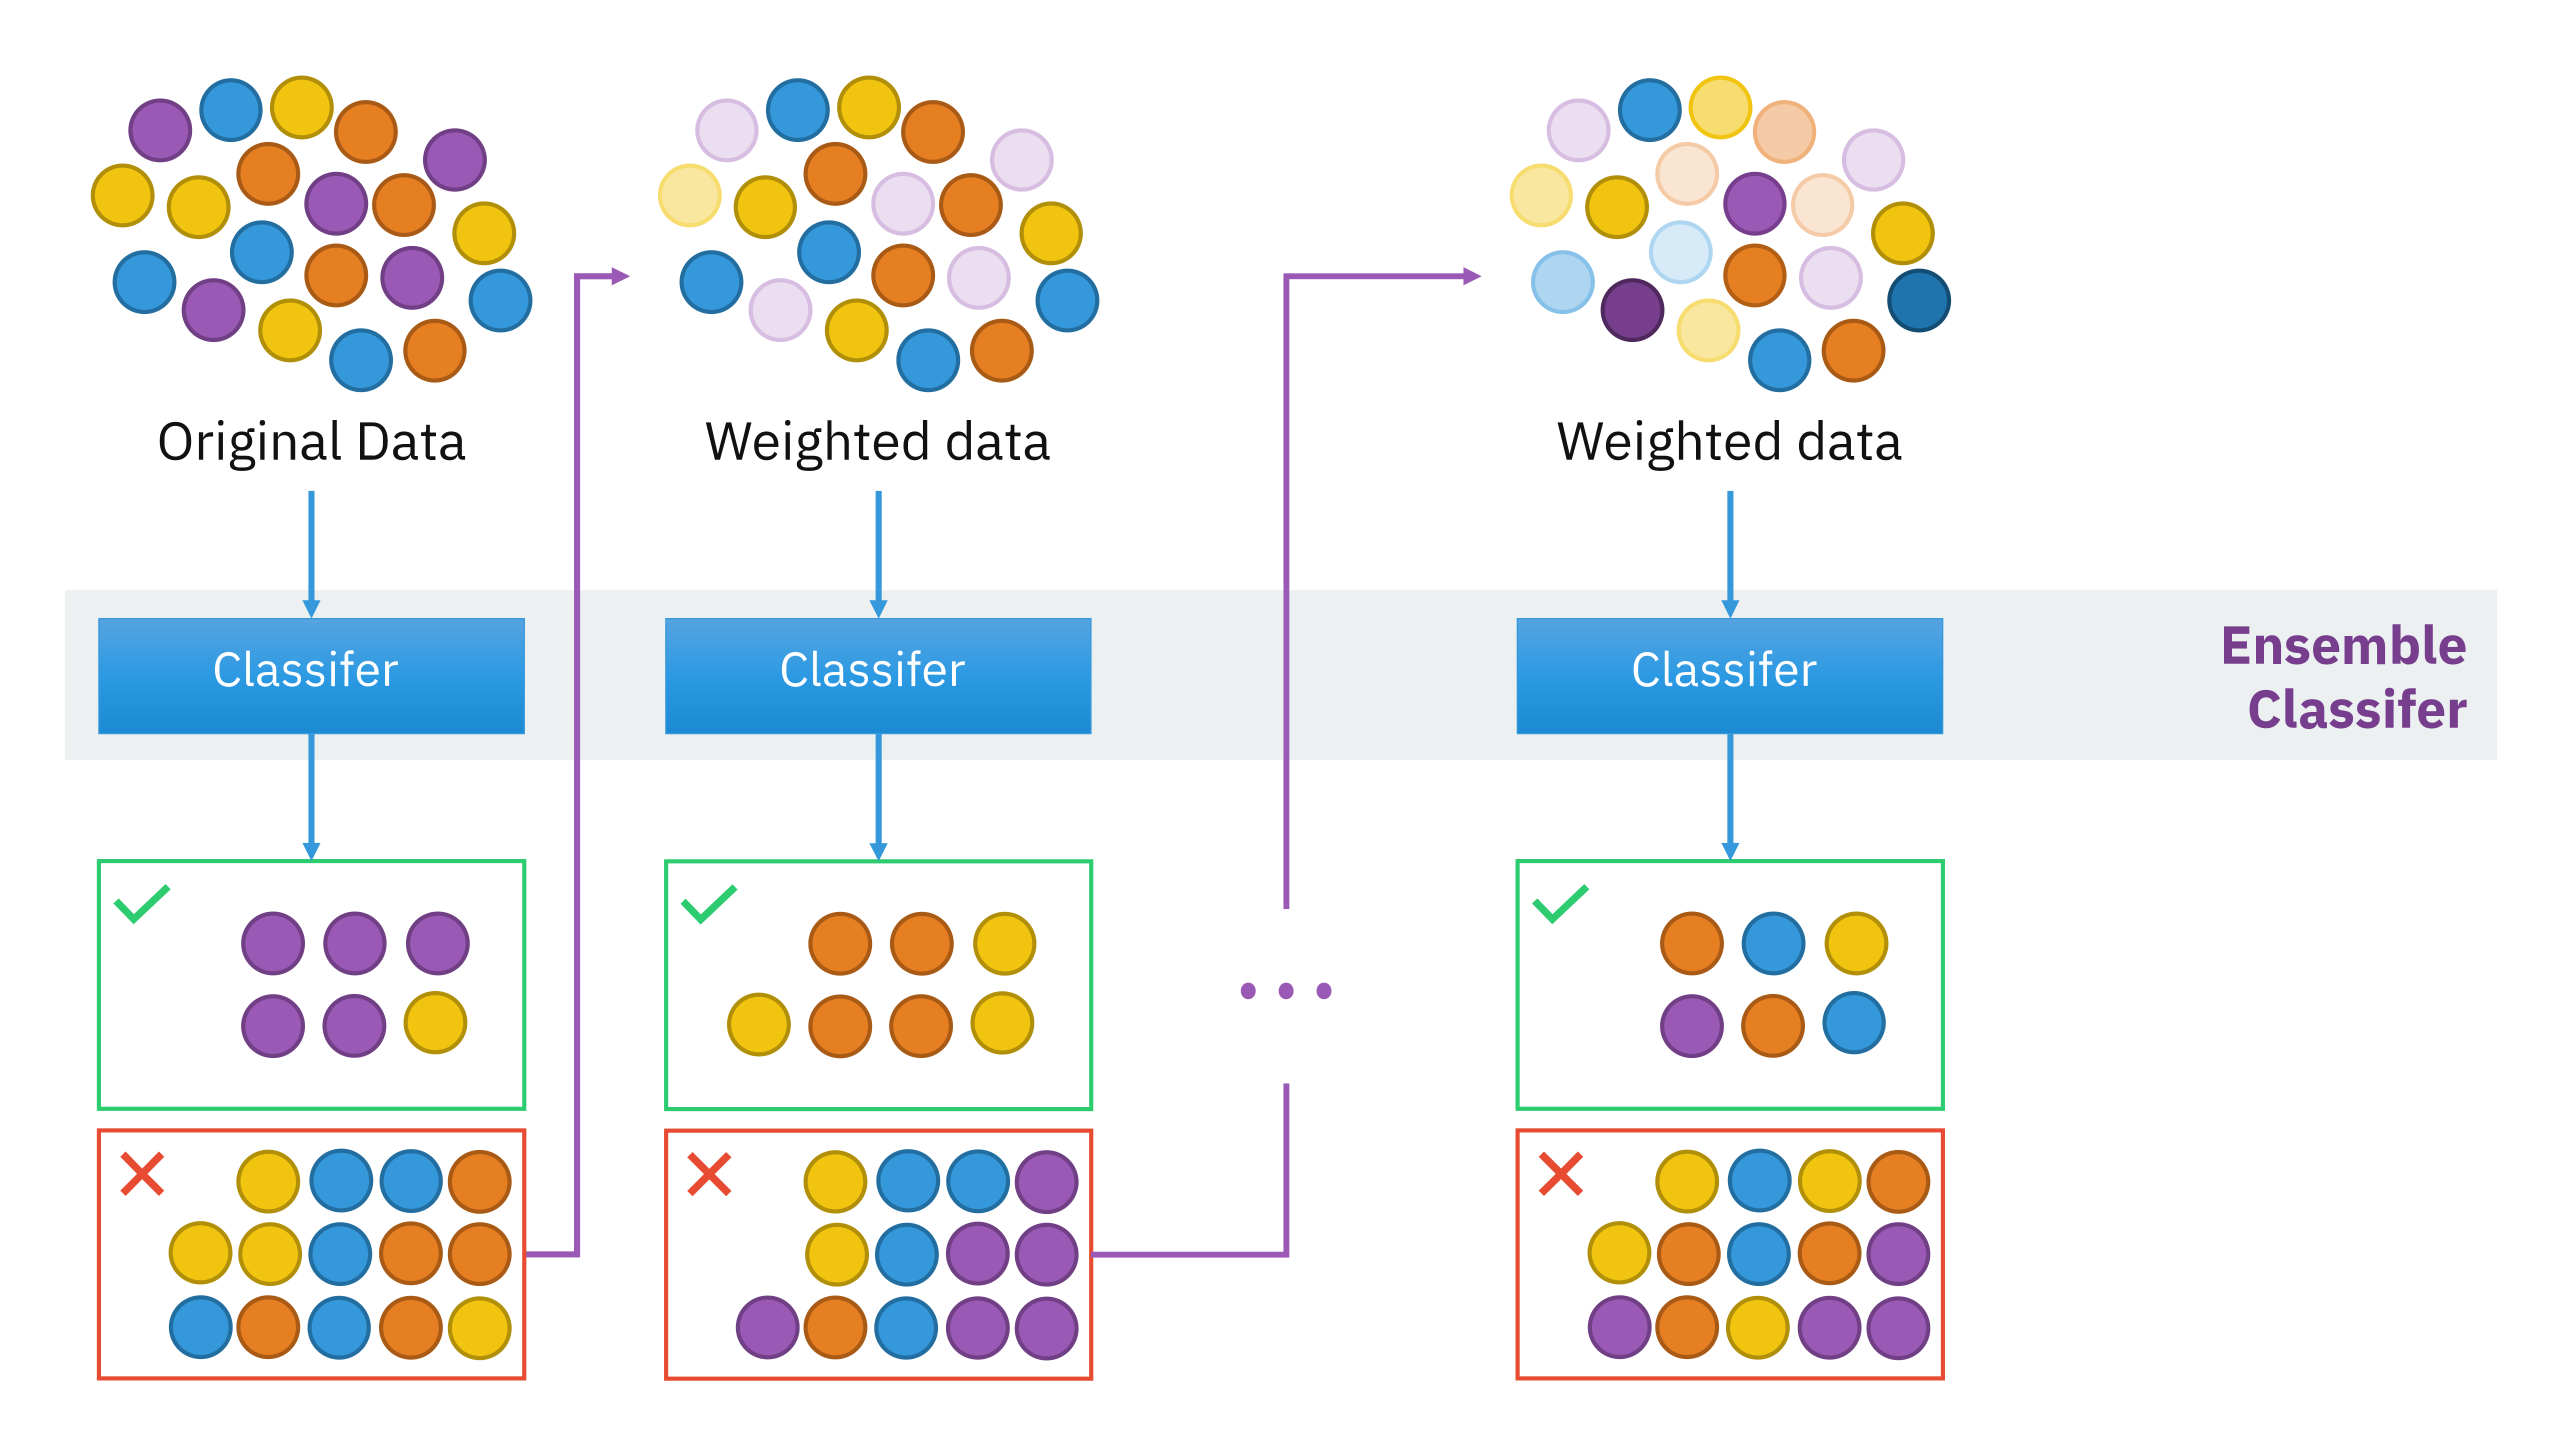 Original Data
Weighted data
Weighted data
Classifer
Classifer
Classifer
Ensemble
Classifer